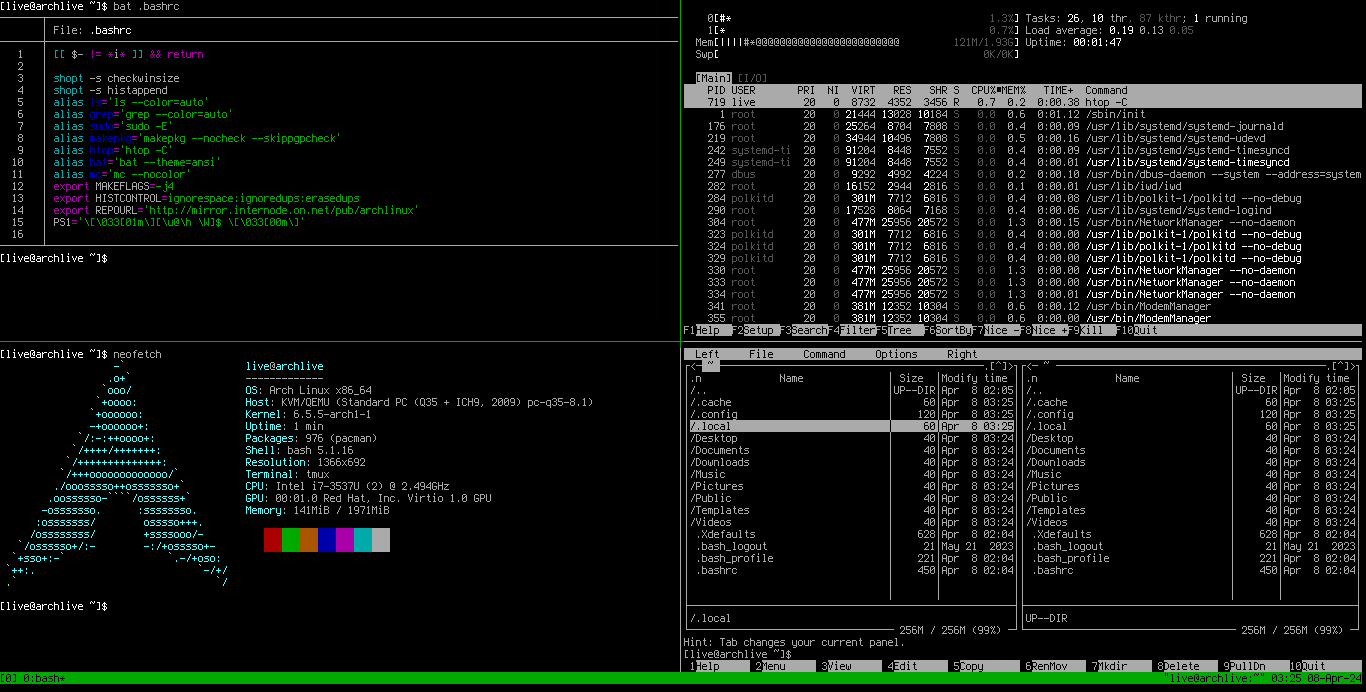 [live@archlive ~]$ bat .bashrc
File: .bashrc
1 [[ $- != *i* ]] && return
2
3 shopt -s checkwinsize
4 shopt -s histappend
5 alias ls='ls --color=auto'
6 alias grep='grep --color=auto'
7 alias sudo='sudo -E'
8 alias makepkg='makepkg --nocheck --skippgpcheck'
9 alias htop='htop -C'
10 alias bat='bat --theme=ansi'
11 alias mc='mc --nocolor'
12 export MAKEFLAGS=-j4
13 export HISTCONTROL=ignorespace:ignoredups:erasedups
14 export REPOURL='http://mirror.internode.on.net/pub/archlinux'
15 PS1='\[\033[01m\][\u@\h \W]$ \[\033[00m\]'
16
[live@archlive ~]$
0[#* 1.3%] Tasks: 26, 10 thr, 87 kthr; 1 running
1[* 0.7%] Load average: 0.19 0.13 0.05
Mem[||||#*@@@@@@@@@@@@@@@@@@@@@@@@ 121M/1.93G] Uptime: 00:01:47
Swp[ 0K/0K]
[Main] [I/O]
PID USER PRI NI VIRT RES SHR S CPU% MEM% TIME+ Command
719 live 20 0 8732 4352 3456 R 0.7 0.2 0:00.38 htop -C
1 root 20 0 21444 13028 10184 S 0.0 0.6 0:01.12 /sbin/init
176 root 20 0 25264 8704 7808 S 0.0 0.4 0:00.09 /usr/lib/systemd/systemd-journald
219 root 20 0 34944 10496 7808 S 0.0 0.5 0:00.16 /usr/lib/systemd/systemd-udevd
242 systemd-ti 20 0 91204 8448 7552 S 0.0 0.4 0:00.09 /usr/lib/systemd/systemd-timesyncd
249 systemd-ti 20 0 91204 8448 7552 S 0.0 0.4 0:00.01 /usr/lib/systemd/systemd-timesyncd
277 dbus 20 0 9292 4992 4224 S 0.0 0.2 0:00.10 /usr/bin/dbus-daemon --system --address=system
282 root 20 0 16152 2944 2816 S 0.0 0.1 0:00.01 /usr/lib/iwd/iwd
284 polkitd 20 0 301M 7712 6816 S 0.0 0.4 0:00.08 /usr/lib/polkit-1/polkitd --no-debug
290 root 20 0 17528 8064 7168 S 0.0 0.4 0:00.06 /usr/lib/systemd/systemd-logind
304 root 20 0 477M 25956 20572 S 0.0 1.3 0:00.15 /usr/bin/NetworkManager --no-daemon
323 polkitd 20 0 301M 7712 6816 S 0.0 0.4 0:00.00 /usr/lib/polkit-1/polkitd --no-debug
324 polkitd 20 0 301M 7712 6816 S 0.0 0.4 0:00.00 /usr/lib/polkit-1/polkitd --no-debug
329 polkitd 20 0 301M 7712 6816 S 0.0 0.4 0:00.00 /usr/lib/polkit-1/polkitd --no-debug
330 root 20 0 477M 25956 20572 S 0.0 1.3 0:00.00 /usr/bin/NetworkManager --no-daemon
333 root 20 0 477M 25956 20572 S 0.0 1.3 0:00.00 /usr/bin/NetworkManager --no-daemon
334 root 20 0 477M 25956 20572 S 0.0 1.3 0:00.01 /usr/bin/NetworkManager --no-daemon
341 root 20 0 381M 12352 10304 S 0.0 0.6 0:00.12 /usr/bin/ModemManager
355 root 20 0 381M 12352 10304 S 0.0 0.6 0:00.00 /usr/bin/ModemManager
F1Help F2Setup F3SearchF4FilterF5Tree F6SortByF7Nice -F8Nice +F9Kill F10Quit
[live@archlive ~]$ neofetch
live@archlive
-------------
OS: Arch Linux x86_64
Host: KVM/QEMU (Standard PC (Q35 + ICH9, 2009) pc-q35-8.1)
Kernel: 6.5.5-arch1-1
Uptime: 1 min
Packages: 976 (pacman)
Shell: bash 5.1.16
Resolution: 1366x692
Terminal: tmux
CPU: Intel i7-3537U (2) @ 2.494GHz
GPU: 00:01.0 Red Hat, Inc. Virtio 1.0 GPU
Memory: 141MiB / 1971MiB
[live@archlive ~]$
Left File Command Options Right
<- ~ .[^]> <- ~ .[^]>
.n Name Size Modify time .n Name Size Modify time
/.. UP--DIR Apr 8 02:05 /.. UP--DIR Apr 8 02:05
/.cache 60 Apr 8 03:25 /.cache 60 Apr 8 03:25
/.config 120 Apr 8 03:24 /.config 120 Apr 8 03:24
/.local 60 Apr 8 03:25 /.local 60 Apr 8 03:25
/Desktop 40 Apr 8 03:24 /Desktop 40 Apr 8 03:24
/Documents 40 Apr 8 03:24 /Documents 40 Apr 8 03:24
/Downloads 40 Apr 8 03:24 /Downloads 40 Apr 8 03:24
/Music 40 Apr 8 03:24 /Music 40 Apr 8 03:24
/Pictures 40 Apr 8 03:24 /Pictures 40 Apr 8 03:24
/Public 40 Apr 8 03:24 /Public 40 Apr 8 03:24
/Templates 40 Apr 8 03:24 /Templates 40 Apr 8 03:24
/Videos 40 Apr 8 03:24 /Videos 40 Apr 8 03:24
.Xdefaults 628 Apr 8 02:04 .Xdefaults 628 Apr 8 02:04
.bash_logout 21 May 21 2023 .bash_logout 21 May 21 2023
.bash_profile 221 Apr 8 02:04 .bash_profile 221 Apr 8 02:04
.bashrc 450 Apr 8 02:04 .bashrc 450 Apr 8 02:04
/.local UP--DIR
256M / 256M (99%) 256M / 256M (99%)
Hint: Tab changes your current panel.
[live@archlive ~]$
1Help 2Menu 3View 4Edit 5Copy 6RenMov 7Mkdir 8Delete 9PullDn 10Quit
[0] 0:bash* "live@archlive:~" 03:25 08-Apr-24